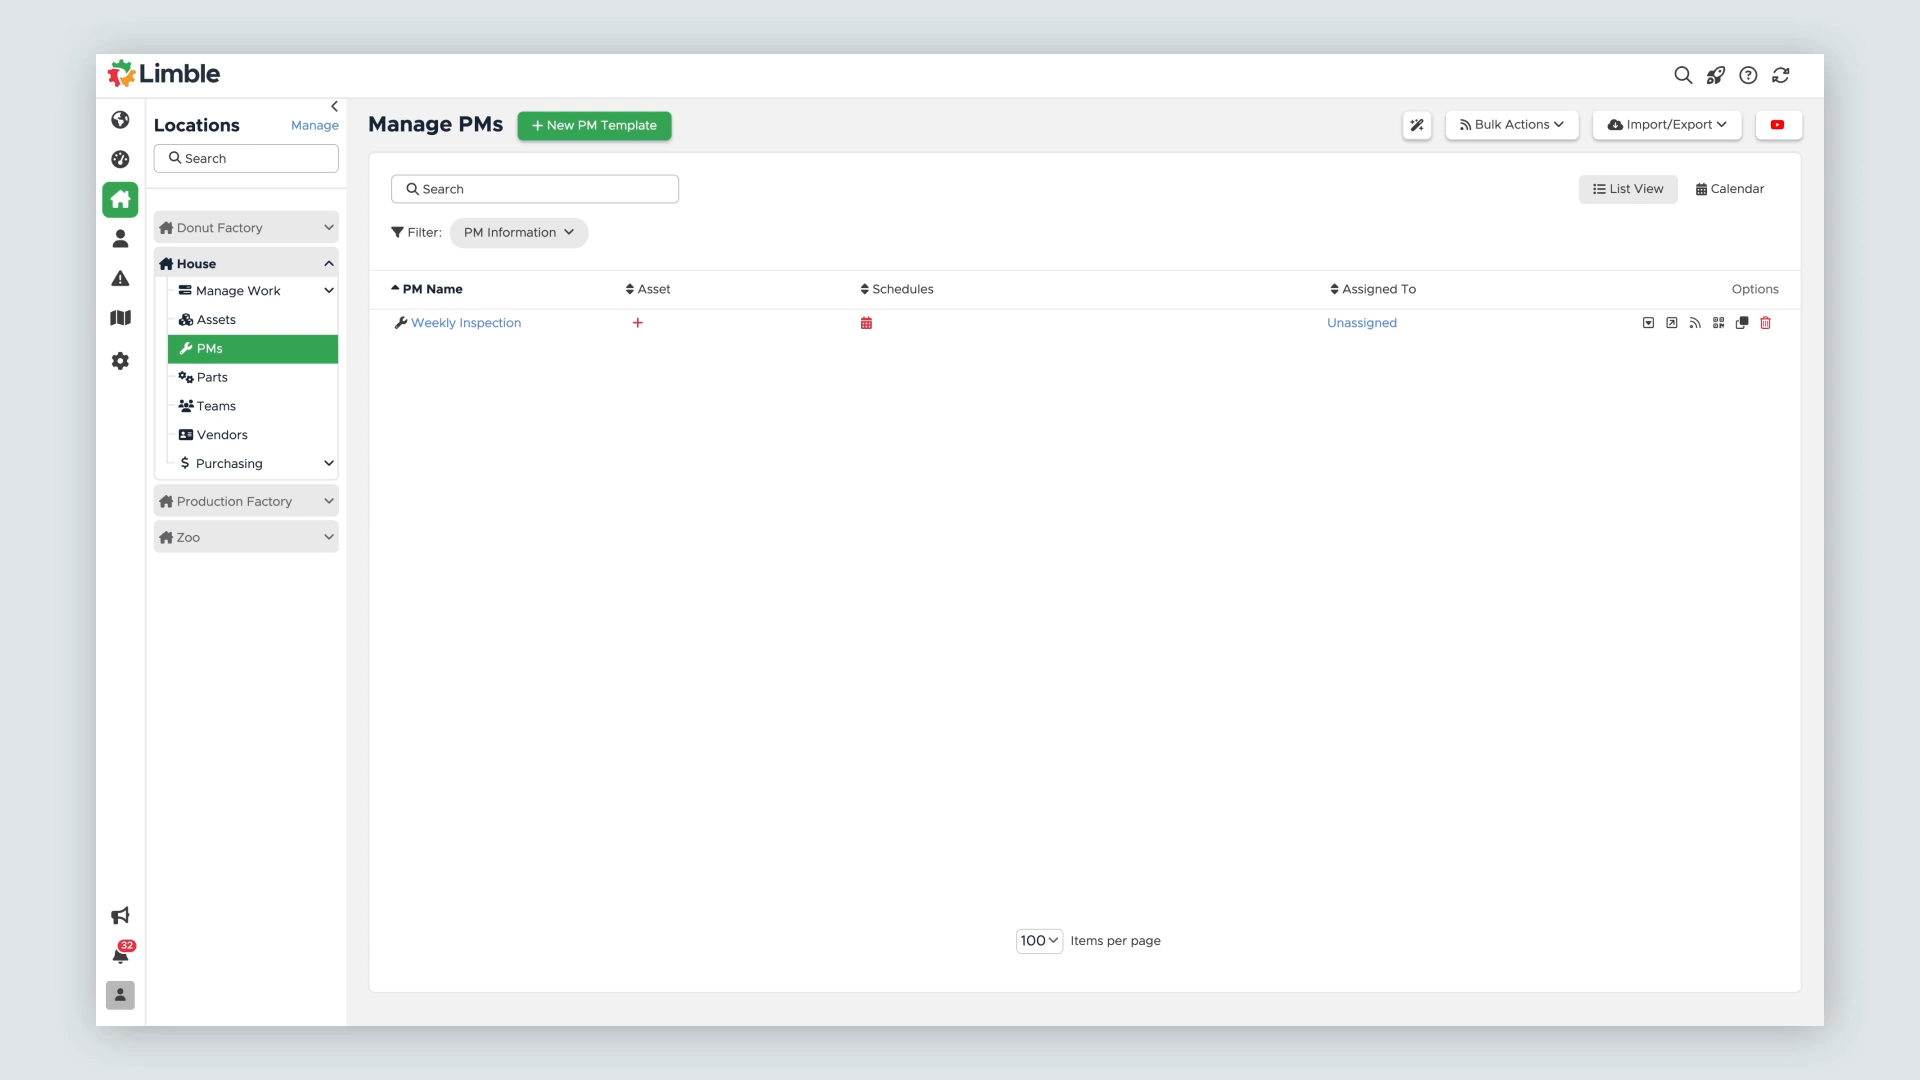 Limble
Locations
Manage
Search
Donut Factory
House
Manage Work
Assets
PMs
Parts
Teams
Vendors
Purchasing
Production Factory
Zoo
32
Manage PMs
+ New PM Template
Bulk Actions
Import/Export
Search
List View
Calendar
Filter:
PM Information
PM Name
Asset
Schedules
Assigned To
Options
Weekly Inspection
Unassigned
100
Items per page